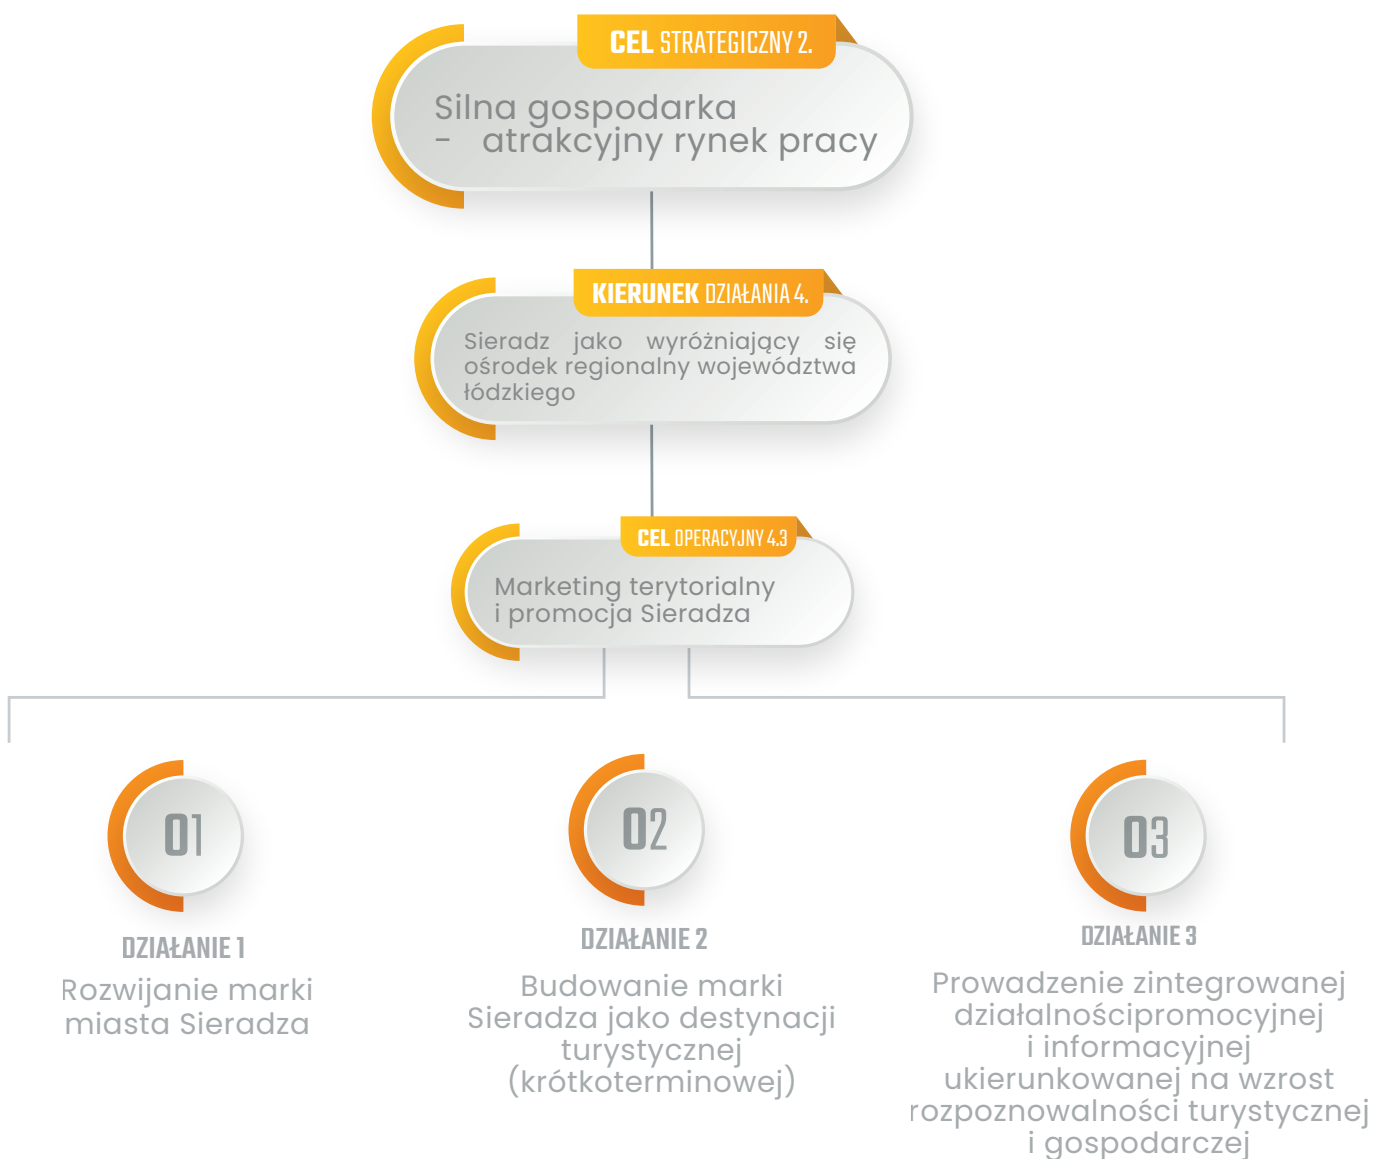 CEL STRATEGICZNY 2.
Silna gospodarka
- atrakcyjny rynek pracy
KIERUNEK DZIAŁANIA 4.
Sieradz jako wyróżniający się
ośrodek regionalny województwa
łódzkiego
CEL OPERACYJNY 4.3
Marketing terytorialny
i promocja Sieradza
01
DZIAŁANIE 1
Rozwijanie marki
miasta Sieradza
02
DZIAŁANIE 2
Budowanie marki
Sieradza jako destynacji
turystycznej
(krótkoterminowej)
03
DZIAŁANIE 3
Prowadzenie zintegrowanej
działalnościpromocyjnej
i informacyjnej
ukierunkowanej na wzrost
rozpoznowalności turystycznej
i gospodarczej